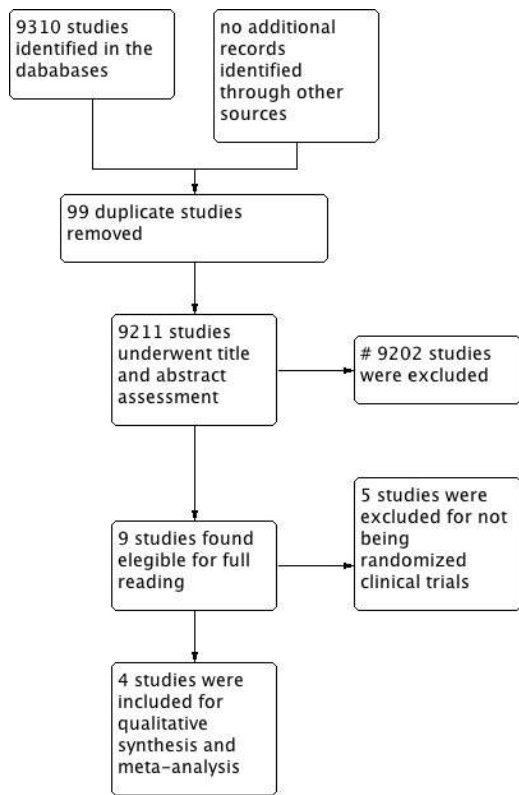 9310 studies
identified in the
dababases
no additional
records
identified
through other
sources
99 duplicate studies
removed
9211 studies
underwent title
and abstract
assessment
# 9202 studies
were excluded
9 studies found
elegible for full
reading
5 studies were
excluded for not
being
randomized
clinical trials
4 studies were
included for
qualitative
synthesis and
meta-analysis